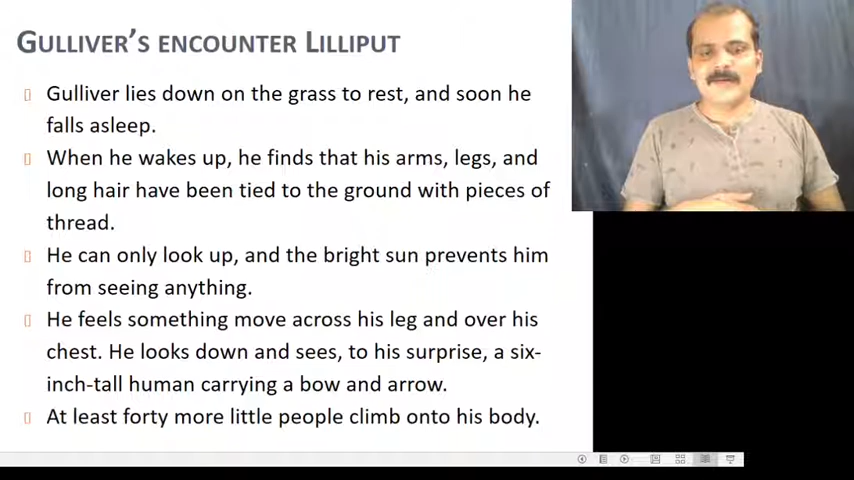 GULLIVER'S ENCOUNTER LILLIPUT
Gulliver lies down on the grass to rest, and soon he
falls asleep.
When he wakes up, he finds that his arms, legs, and
long hair have been tied to the ground with pieces of
thread.
He can only look up, and the bright sun prevents him
from seeing anything.
He feels something move across his leg and over his
chest. He looks down and sees, to his surprise, a six-
inch-tall human carrying a bow and arrow.
At least forty more little people climb onto his body.